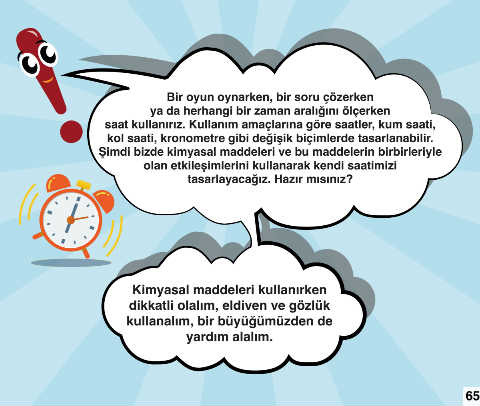 Bir oyun oynarken, bir soru çözerken
ya da herhangi bir zaman aralığını ölçerken
saat kullanırız. Kullanım amaçlarına göre saatler, kum saati,
kol saati, kronometre gibi değişik biçimlerde tasarlanabilir.
Şimdi bizde kimyasal maddeleri ve bu maddelerin birbirleriyle
olan etkileşimlerini kullanarak kendi saatimizi
tasarlayacağız. Hazır mısınız?
Kimyasal maddeleri kullanırken
dikkatli olalım, eldiven ve gözlük
kullanalım, bir büyüğümüzden de
yardım alalım.
65